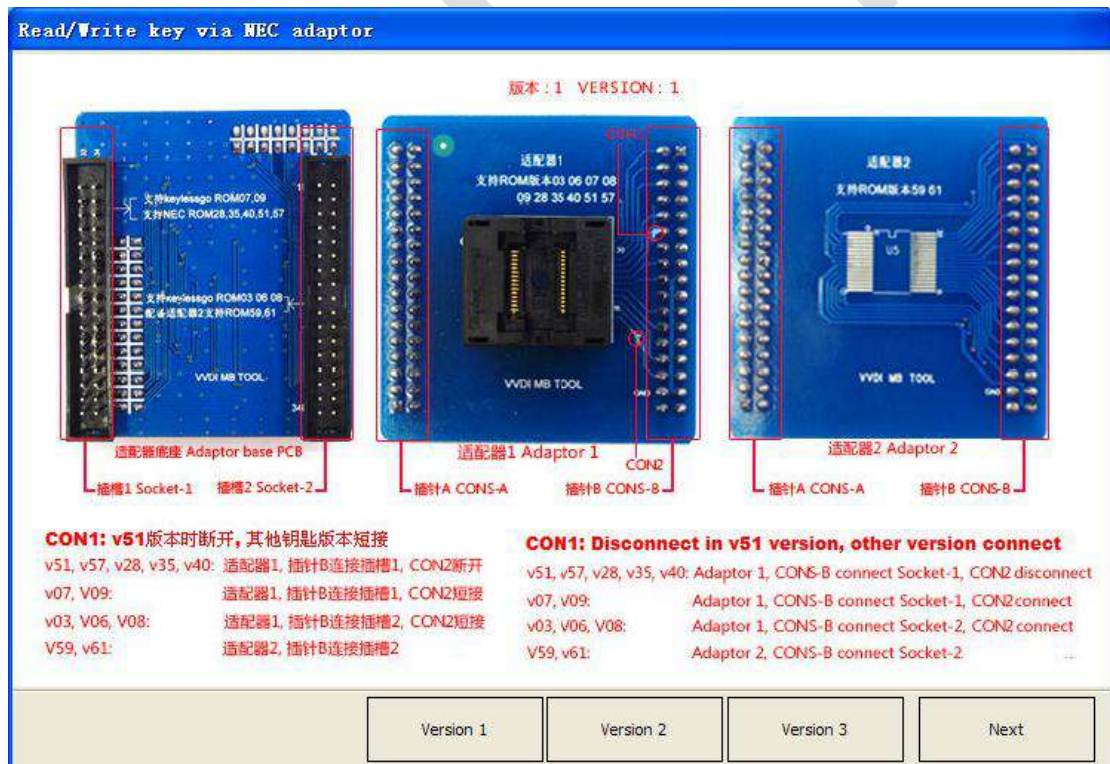 Read/Write key via NEC adaptor
版本：1 VERSION：1
支持keylessgo ROM07,09
支持NEC ROM28,35,40,51,57
支持keylessgo ROM03 06 08
配备适配器2支持ROM59,61
VVDI MB TOOL
适配器底座 Adaptor base PCB
插槽1 Socket-1
插槽2 Socket-2
CON1
适配器1
支持ROM版本03 06 07 08
09 28 35 40 51 57
VVDI MB TOOL
GND
适配器1 Adaptor 1
CON2
插针A CONS-A
插针B CONS-B
适配器2
支持ROM版本59 61
U5
VVDI MB TOOL
GND
适配器2 Adaptor 2
插针A CONS-A
插针B CONS-B
CON1: v51版本时断开, 其他钥匙版本短接
v51, v57, v28, v35, v40: 适配器1, 插针B连接插槽1, CON2断开
v07, V09: 适配器1, 插针B连接插槽1, CON2短接
v03, V06, V08: 适配器1, 插针B连接插槽2, CON2短接
V59, v61: 适配器2, 插针B连接插槽2
CON1: Disconnect in v51 version, other version connect
v51, v57, v28, v35, v40: Adaptor 1, CONS-B connect Socket-1, CON2 disconnect
v07, V09: Adaptor 1, CONS-B connect Socket-1, CON2 connect
v03, V06, V08: Adaptor 1, CONS-B connect Socket-2, CON2 connect
V59, v61: Adaptor 2, CONS-B connect Socket-2
Version 1
Version 2
Version 3
Next